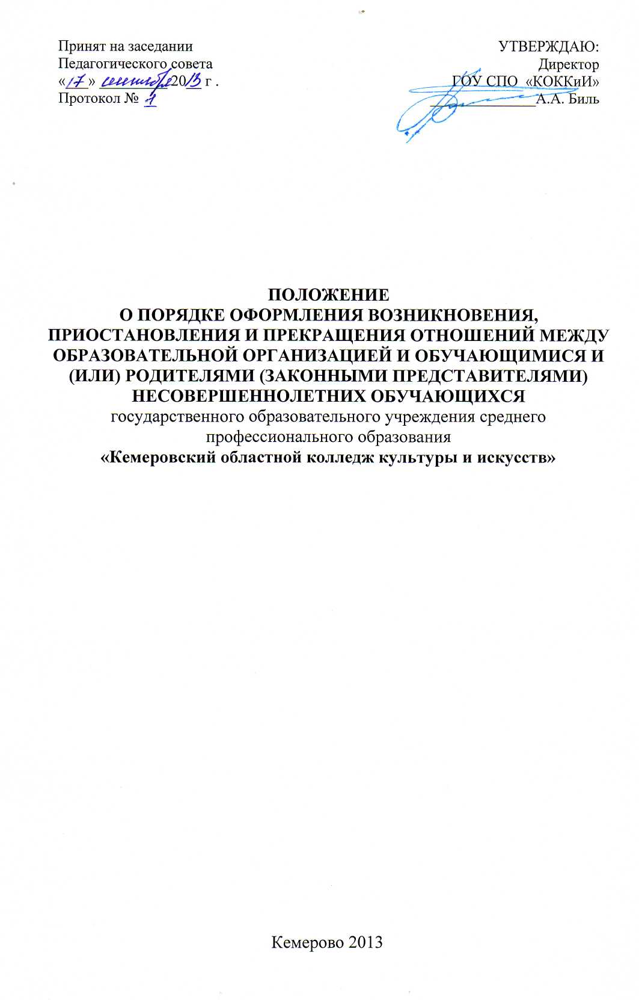 Принят на заседании
Педагогического совета
«17» сентября 2013 г .
Протокол № 1
УТВЕРЖДАЮ:
Директор
ГОУ СПО «КОККиИ»
А.А. Биль
ПОЛОЖЕНИЕ
О ПОРЯДКЕ ОФОРМЛЕНИЯ ВОЗНИКНОВЕНИЯ,
ПРИОСТАНОВЛЕНИЯ И ПРЕКРАЩЕНИЯ ОТНОШЕНИЙ МЕЖДУ
ОБРАЗОВАТЕЛЬНОЙ ОРГАНИЗАЦИЕЙ И ОБУЧАЮЩИМИСЯ И
(ИЛИ) РОДИТЕЛЯМИ (ЗАКОННЫМИ ПРЕДСТАВИТЕЛЯМИ)
НЕСОВЕРШЕННОЛЕТНИХ ОБУЧАЮЩИХСЯ
государственного образовательного учреждения среднего
профессионального образования
«Кемеровский областной колледж культуры и искусств»
Кемерово 2013